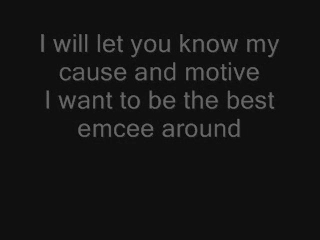 I will let you know my
cause and motive
I want to be the best
emcee around